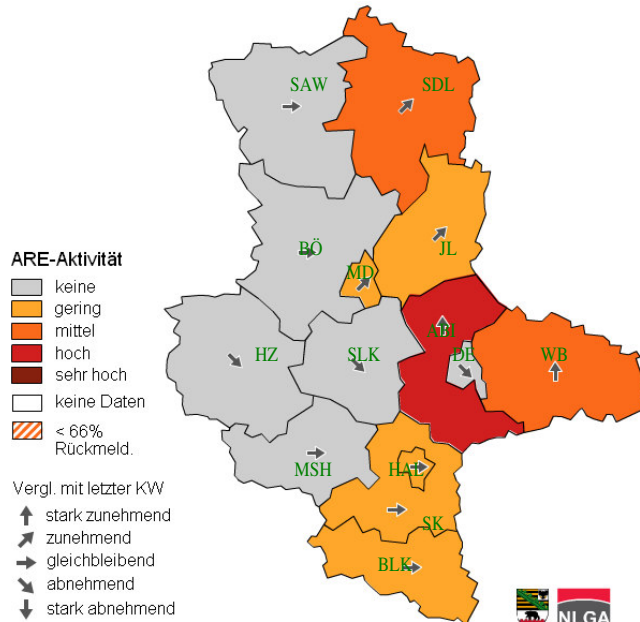 SAW
SDL
BÖ
MD
JL
ARE-Aktivität
keine
gering
mittel
hoch
sehr hoch
keine Daten
< 66%
Rückmeld.
HZ
SLK
ABI
DE
WB
MSH
HAL
SK
BLK
Vergl. mit letzter KW
stark zunehmend
zunehmend
gleichbleibend
abnehmend
stark abnehmend
NLGA